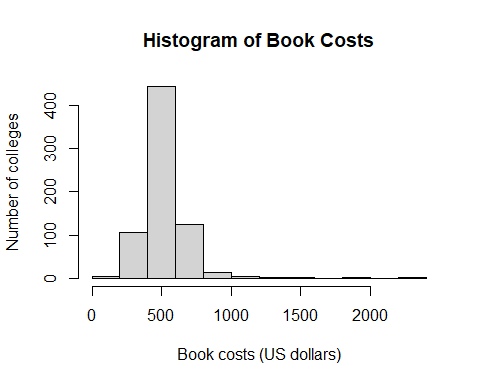 Histogram of Book Costs
Number of colleges
400
300
200
100
0
0 500 1000 1500 2000
Book costs (US dollars)